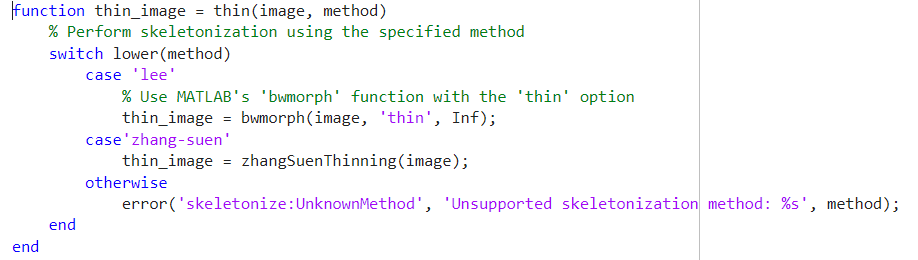 function thin_image = thin(image, method)
    % Perform skeletonization using the specified method
    switch lower(method)
        case 'lee'
            % Use MATLAB's 'bwmorph' function with the 'thin' option
            thin_image = bwmorph(image, 'thin', Inf);
        case'zhang-suen'
            thin_image = zhangSuenThinning(image);
        otherwise
            error('skeletonize:UnknownMethod', 'Unsupported skeletonization method: %s', method);
    end
end